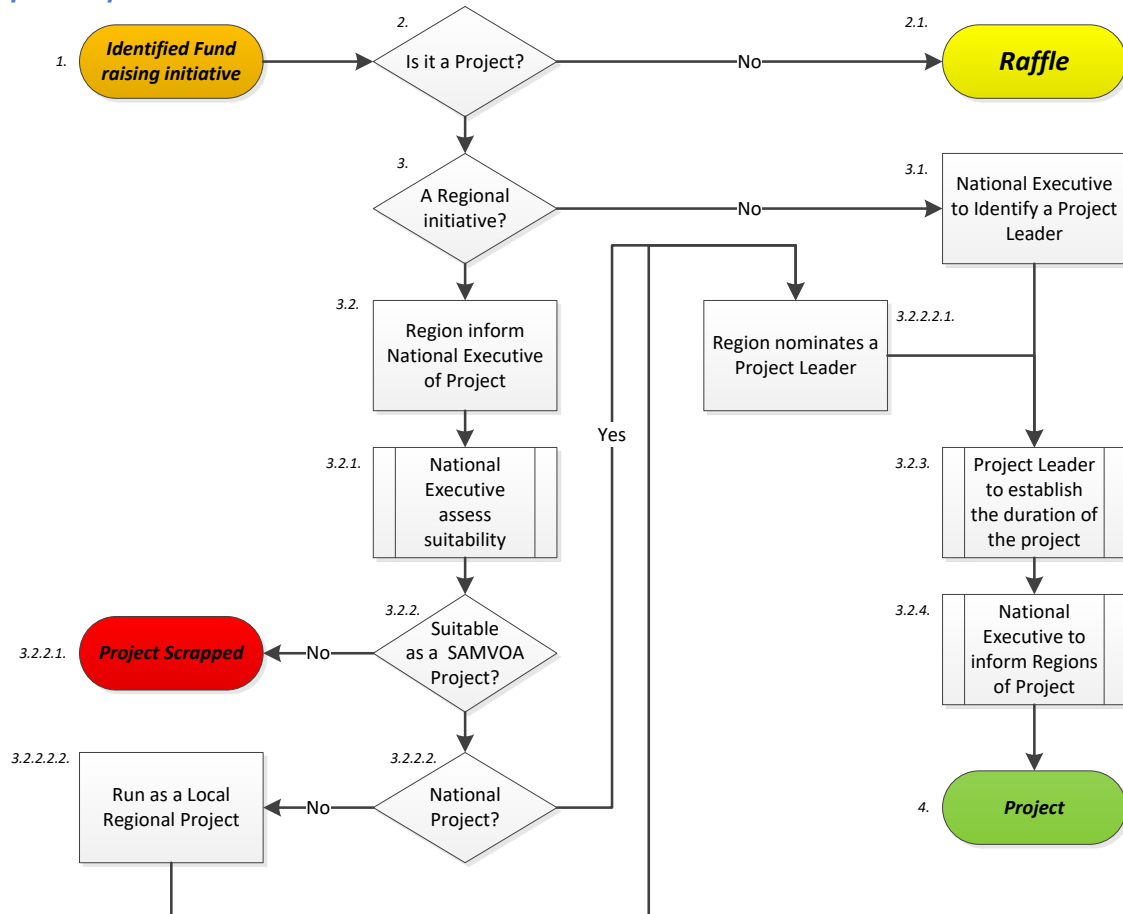 1.
Identified Fund
raising initiative
2.
Is it a Project?
No
2.1.
Raffle
3.
A Regional
initiative?
No
3.1.
National Executive
to Identify a Project
Leader
3.2.
Region inform
National Executive
of Project
Region nominates a
Project Leader
3.2.2.2.1.
Yes
3.2.1.
National
Executive
assess
suitability
3.2.3.
Project Leader
to establish
the duration of
the project
3.2.2.1.
Project Scrapped
No
3.2.2.
Suitable
as a SAMVOA
Project?
3.2.4.
National
Executive to
inform Regions
of Project
3.2.2.2.2.
Run as a Local
Regional Project
No
3.2.2.2.
National
Project?
4.
Project